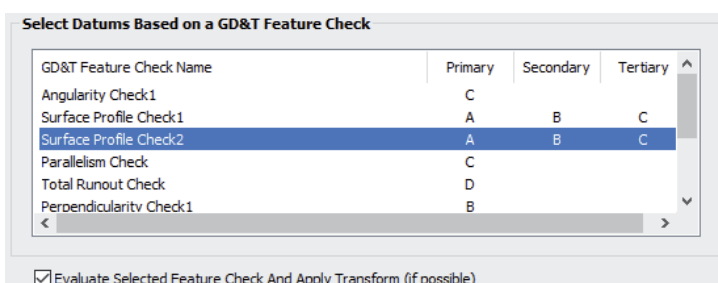 Select Datums Based on a GD&T Feature Check
GD&T Feature Check Name Primary Secondary Tertiary
Angularity Check1 C
Surface Profile Check1 A B C
Surface Profile Check2 A B C
Parallelism Check C
Total Runout Check D
Perpendicularity Check1 B
Evaluate Selected Feature Check And Apply Transform (if possible)